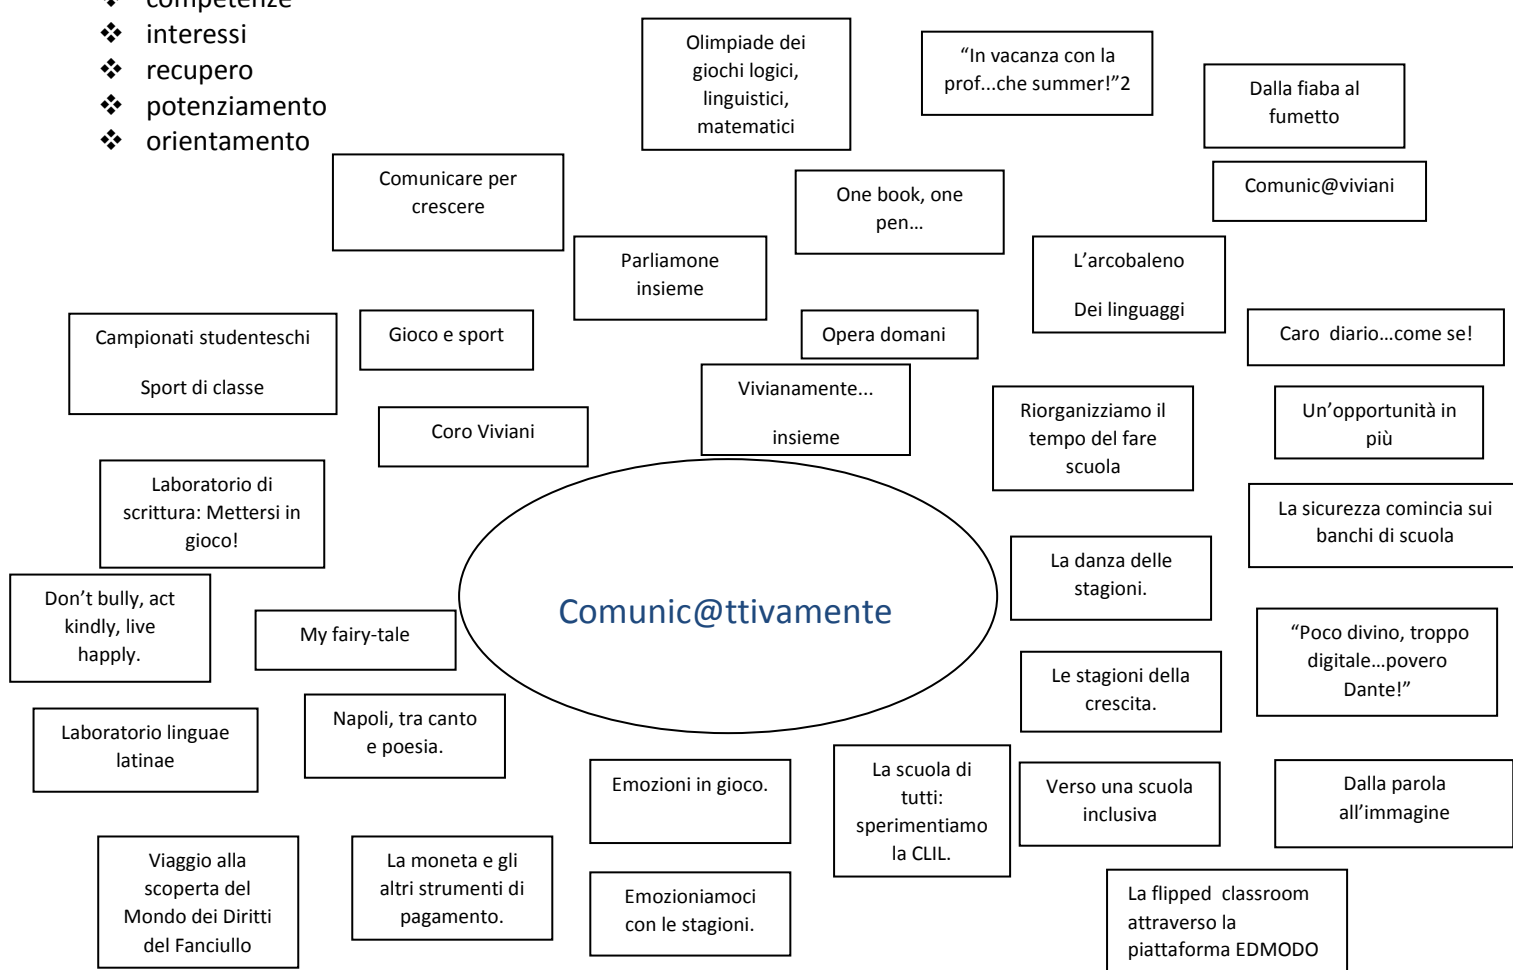 ❖ competenze
❖ interessi
❖ recupero
❖ potenziamento
❖ orientamento
Olimpiade dei
giochi logici,
linguistici,
matematici
“In vacanza con la
prof...che summer!”2
Dalla fiaba al
fumetto
Comunicare per
crescere
One book, one
pen…
Comunic@viviani
Parliamone
insieme
L’arcobaleno
Dei linguaggi
Campionati studenteschi
Sport di classe
Gioco e sport
Opera domani
Caro diario…come se!
Coro Viviani
Vivianamente...
insieme
Riorganizziamo il
tempo del fare
scuola
Un’opportunità in
più
Laboratorio di
scrittura: Mettersi in
gioco!
La sicurezza comincia sui
banchi di scuola
La danza delle
stagioni.
Don’t bully, act
kindly, live
happly.
My fairy-tale
Comunic@ttivamente
“Poco divino, troppo
digitale…povero
Dante!”
Le stagioni della
crescita.
Laboratorio linguae
latinae
Napoli, tra canto
e poesia.
Emozioni in gioco.
La scuola di
tutti:
sperimentiamo
la CLIL.
Verso una scuola
inclusiva
Dalla parola
all’immagine
Viaggio alla
scoperta del
Mondo dei Diritti
del Fanciullo
La moneta e gli
altri strumenti di
pagamento.
Emozioniamoci
con le stagioni.
La flipped classroom
attraverso la
piattaforma EDMODO